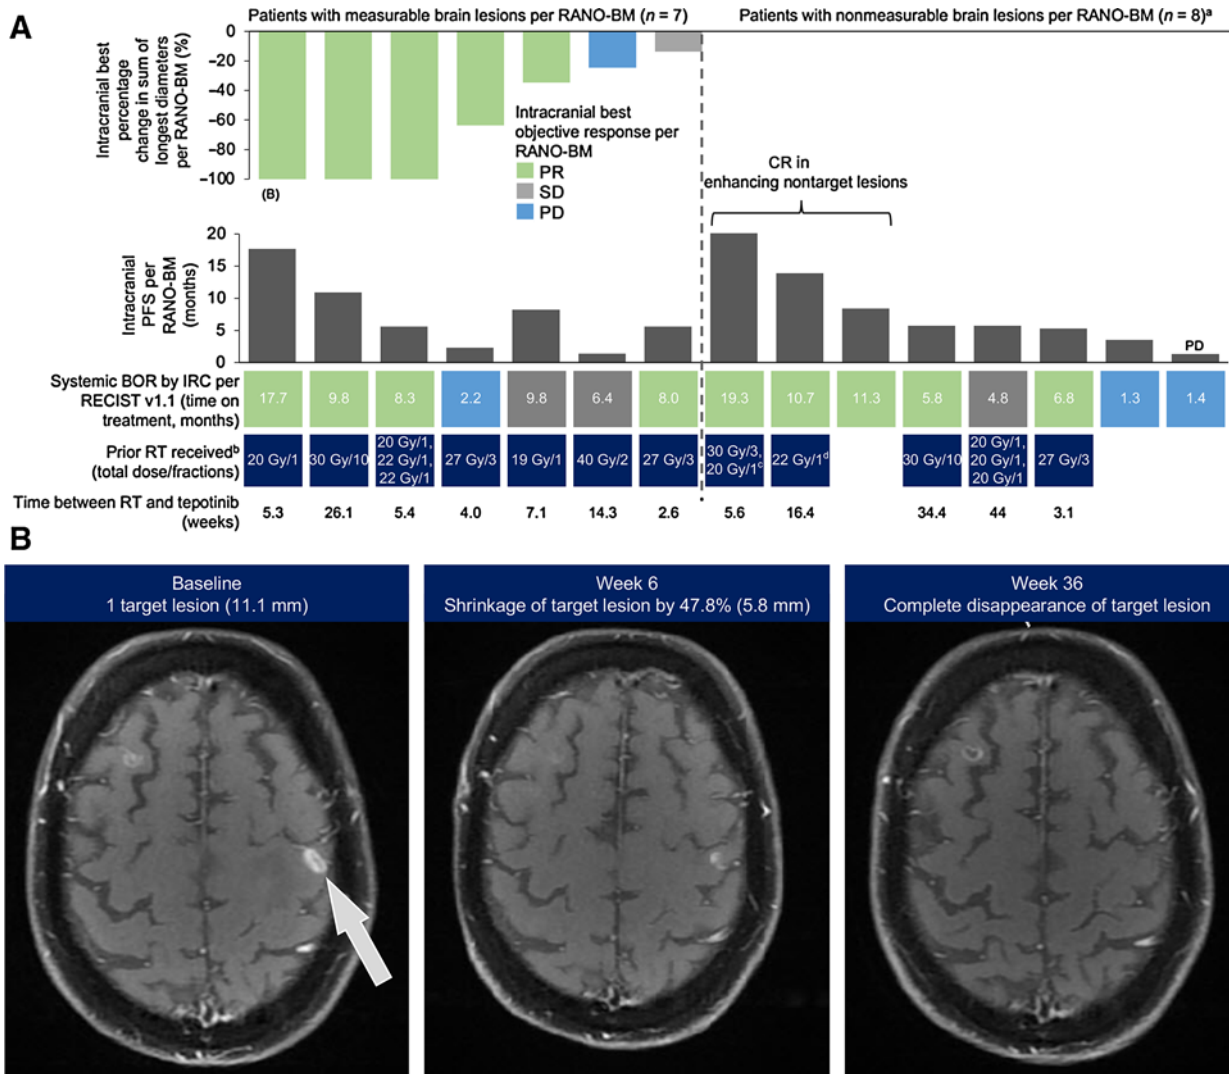 A
Patients with measurable brain lesions per RANO-BM (n = 7)
Patients with nonmeasurable brain lesions per RANO-BM (n = 8)ᵃ
Intracranial best
percentage
change in sum of
longest diameters
per RANO-BM (%)
0
−20
−40
−60
−80
−100
(B)
Intracranial best
objective response per
RANO-BM
PR
SD
PD
CR in
enhancing nontarget lesions
Intracranial
PFS per
RANO-BM
(months)
20
15
10
5
0
PD
Systemic BOR by IRC per
RECIST v1.1 (time on
treatment, months)
17.7 9.8 8.3 2.2 9.8 6.4 8.0 19.3 10.7 11.3 5.8 4.8 6.8 1.3 1.4
Prior RT receivedᵇ
(total dose/fractions)
20 Gy/1
30 Gy/10
20 Gy/1,
22 Gy/1,
22 Gy/1
27 Gy/3
19 Gy/1
40 Gy/2
27 Gy/3
30 Gy/3,
20 Gy/1ᶜ
22 Gy/1ᵈ
30 Gy/10
20 Gy/1,
20 Gy/1,
20 Gy/1
27 Gy/3
Time between RT and tepotinib
(weeks)
5.3 26.1 5.4 4.0 7.1 14.3 2.6 5.6 16.4 34.4 44 3.1
B
Baseline
1 target lesion (11.1 mm)
Week 6
Shrinkage of target lesion by 47.8% (5.8 mm)
Week 36
Complete disappearance of target lesion